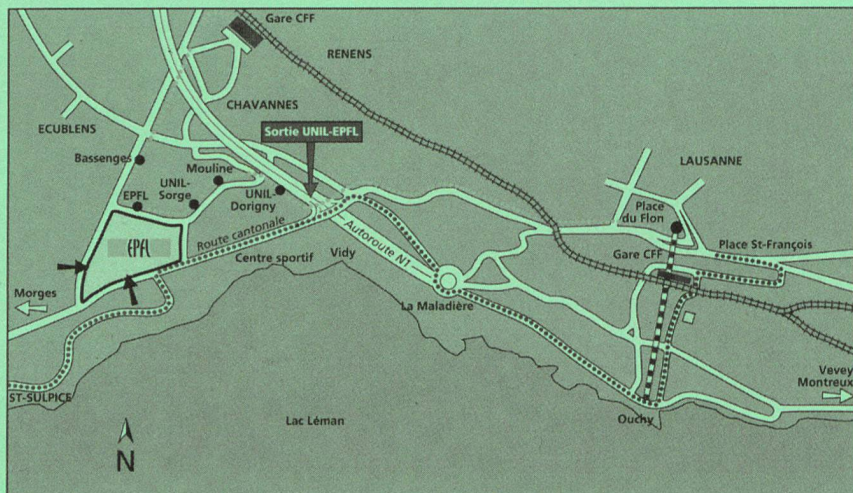 Gare CFF
RENENS
CHAVANNES
ECUBLENS
Sortie UNIL-EPFL
Bassenges
Mouline
LAUSANNE
EPFL
UNIL-
Sorge
UNIL-
Dorigny
Place
du Flon
EPFL
Route cantonale
Autoroute N1
Gare CFF
Place St-François
Centre sportif
Vidy
Morges
La Maladière
ST-SULPICE
Vevey
Montreux
Lac Léman
Ouchy
N